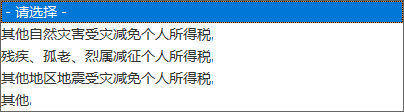 - 请选择 -
其他自然灾害受灾减免个人所得税
残疾、孤老、烈属减征个人所得税
其他地区地震受灾减免个人所得税
其他